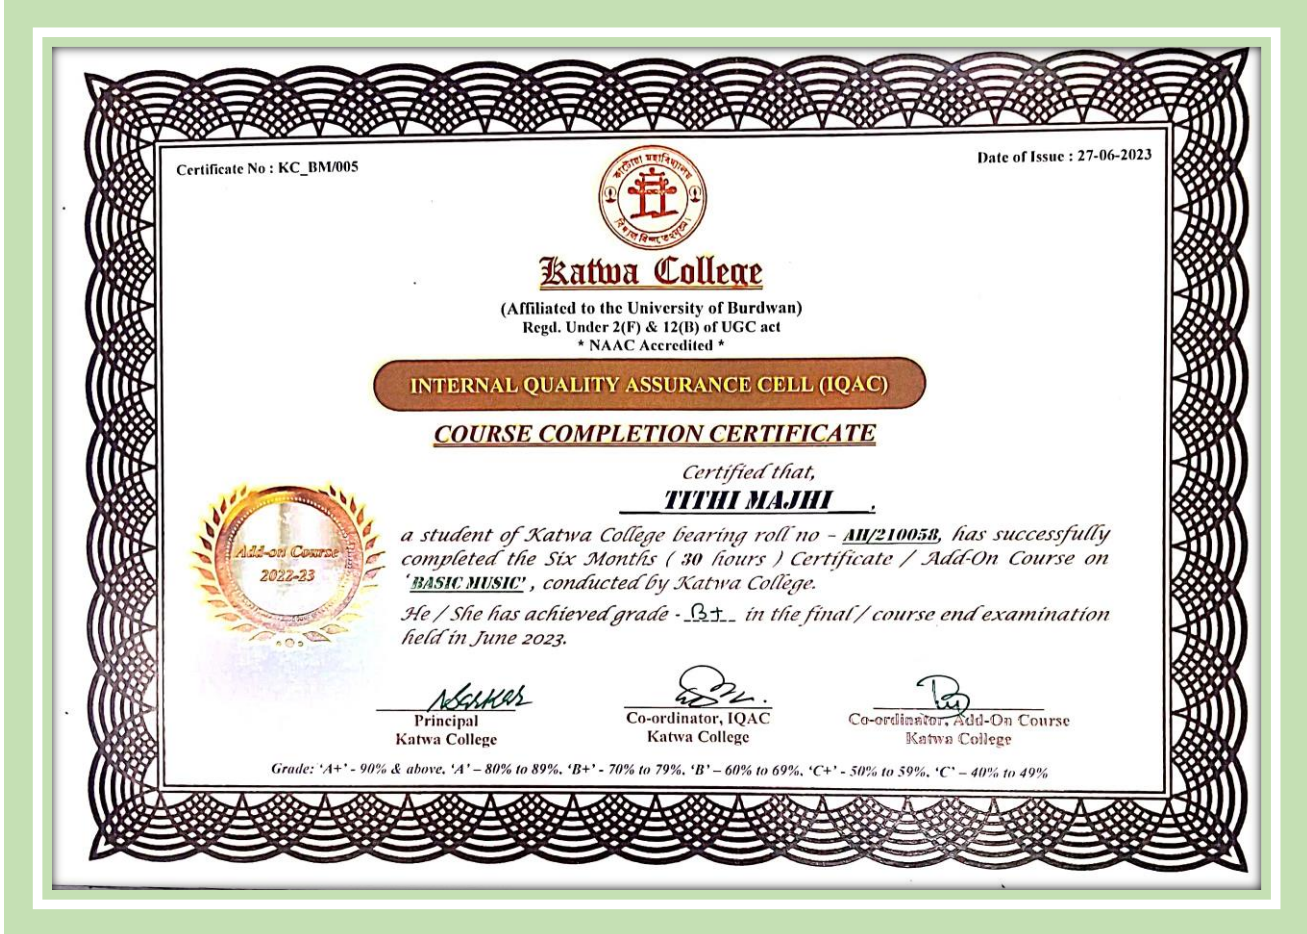 Certificate No : KC_BM/005
Date of Issue : 27-06-2023
কাটোয়া মহাবিদ্যালয়
Katwa College
(Affiliated to the University of Burdwan)
Regd. Under 2(F) & 12(B) of UGC act
* NAAC Accredited *
INTERNAL QUALITY ASSURANCE CELL (IQAC)
COURSE COMPLETION CERTIFICATE
Certified that,
TITHI MAJHI .
a student of Katwa College bearing roll no – AH/210058, has successfully
completed the Six Months ( 30 hours ) Certificate / Add-On Course on
'BASIC MUSIC' , conducted by Katwa College.
He / She has achieved grade - B+ in the final / course end examination
held in June 2023.
Add-on Course
2022-23
Principal
Katwa College
Co-ordinator, IQAC
Katwa College
Co-ordinator, Add-On Course
Katwa College
Grade: 'A+' - 90% & above, 'A' – 80% to 89%, 'B+' - 70% to 79%, 'B' – 60% to 69%, 'C+' - 50% to 59%, 'C' – 40% to 49%